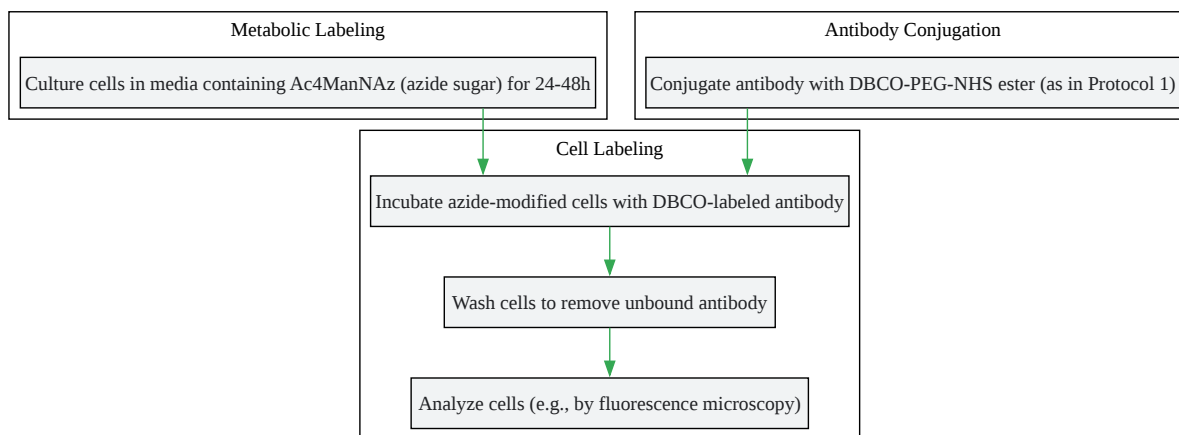 Metabolic Labeling
Culture cells in media containing Ac4ManNAz (azide sugar) for 24-48h
Antibody Conjugation
Conjugate antibody with DBCO-PEG-NHS ester (as in Protocol 1)
Cell Labeling
Incubate azide-modified cells with DBCO-labeled antibody
Wash cells to remove unbound antibody
Analyze cells (e.g., by fluorescence microscopy)